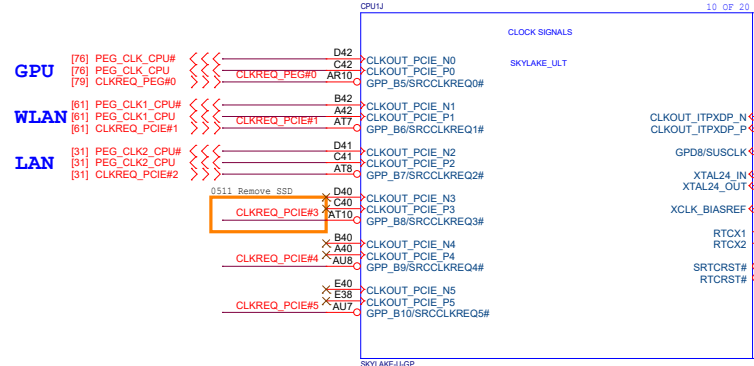 CPU1J 10 OF 20
CLOCK SIGNALS
SKYLAKE_ULT
GPU
[76] PEG_CLK_CPU# D42 CLKOUT_PCIE_N0
[76] PEG_CLK_CPU C42 CLKOUT_PCIE_P0
[79] CLKREQ_PEG#0 CLKREQ_PEG#0 AR10 GPP_B5/SRCCLKREQ0#
WLAN
[61] PEG_CLK1_CPU# B42 CLKOUT_PCIE_N1
[61] PEG_CLK1_CPU A42 CLKOUT_PCIE_P1
[61] CLKREQ_PCIE#1 CLKREQ_PCIE#1 AT7 GPP_B6/SRCCLKREQ1#
LAN
[31] PEG_CLK2_CPU# D41 CLKOUT_PCIE_N2
[31] PEG_CLK2_CPU C41 CLKOUT_PCIE_P2
[31] CLKREQ_PCIE#2 AT8 GPP_B7/SRCCLKREQ2#
0511 Remove SSD
D40 CLKOUT_PCIE_N3
C40 CLKOUT_PCIE_P3
CLKREQ_PCIE#3 AT10 GPP_B8/SRCCLKREQ3#
B40 CLKOUT_PCIE_N4
A40 CLKOUT_PCIE_P4
CLKREQ_PCIE#4 AU8 GPP_B9/SRCCLKREQ4#
E40 CLKOUT_PCIE_N5
E38 CLKOUT_PCIE_P5
CLKREQ_PCIE#5 AU7 GPP_B10/SRCCLKREQ5#
CLKOUT_ITPXDP_N
CLKOUT_ITPXDP_P
GPD8/SUSCLK
XTAL24_IN
XTAL24_OUT
XCLK_BIASREF
RTCX1
RTCX2
SRTCRST#
RTCRST#
SKYLAKE-U-GP